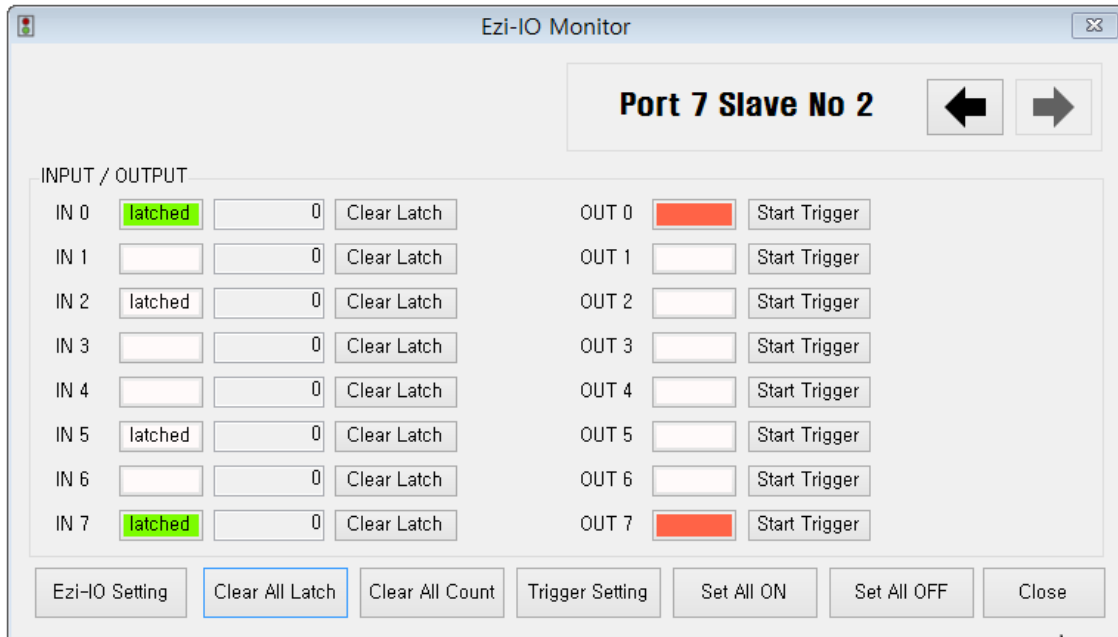 Ezi-IO Monitor
Port 7 Slave No 2
INPUT / OUTPUT
IN 0 latched 0 Clear Latch OUT 0 Start Trigger
IN 1 0 Clear Latch OUT 1 Start Trigger
IN 2 latched 0 Clear Latch OUT 2 Start Trigger
IN 3 0 Clear Latch OUT 3 Start Trigger
IN 4 0 Clear Latch OUT 4 Start Trigger
IN 5 latched 0 Clear Latch OUT 5 Start Trigger
IN 6 0 Clear Latch OUT 6 Start Trigger
IN 7 latched 0 Clear Latch OUT 7 Start Trigger
Ezi-IO Setting Clear All Latch Clear All Count Trigger Setting Set All ON Set All OFF Close